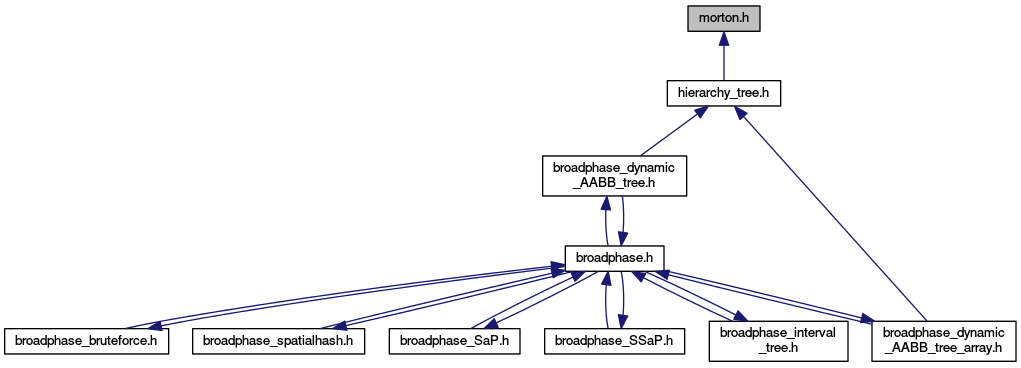 morton.h
hierarchy_tree.h
broadphase_dynamic
_AABB_tree.h
broadphase.h
broadphase_bruteforce.h
broadphase_spatialhash.h
broadphase_SaP.h
broadphase_SSaP.h
broadphase_interval
_tree.h
broadphase_dynamic
_AABB_tree_array.h